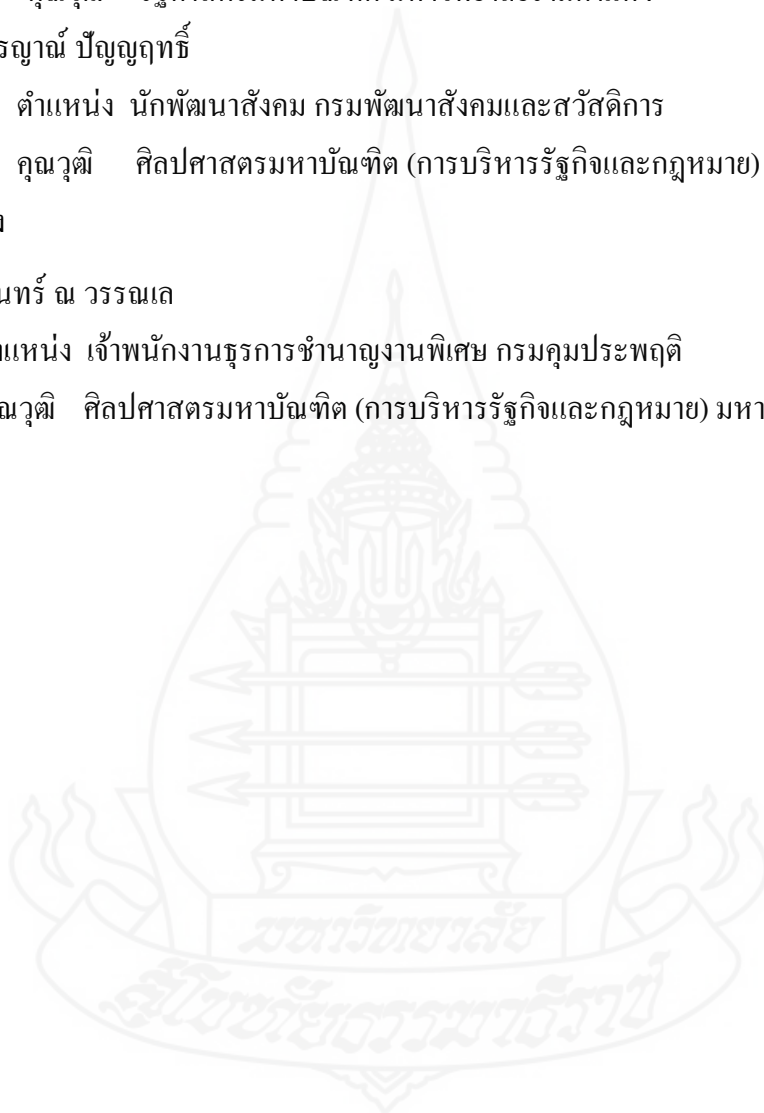 รญาณ์ ปัญญฤทธิ์
ตำแหน่ง นักพัฒนาสังคม กรมพัฒนาสังคมและสวัสดิการ
คุณวุฒิ ศิลปศาสตรมหาบัณฑิต (การบริหารรัฐกิจและกฎหมาย)
นทร์ ณ วรรณเล
แหน่ง เจ้าพนักงานธุรการชำนาญงานพิเศษ กรมคุมประพฤติ
ณวุฒิ ศิลปศาสตรมหาบัณฑิต (การบริหารรัฐกิจและกฎหมาย) มหา
มหาวิทยาลัย
สุโขทัยธรรมาธิราช